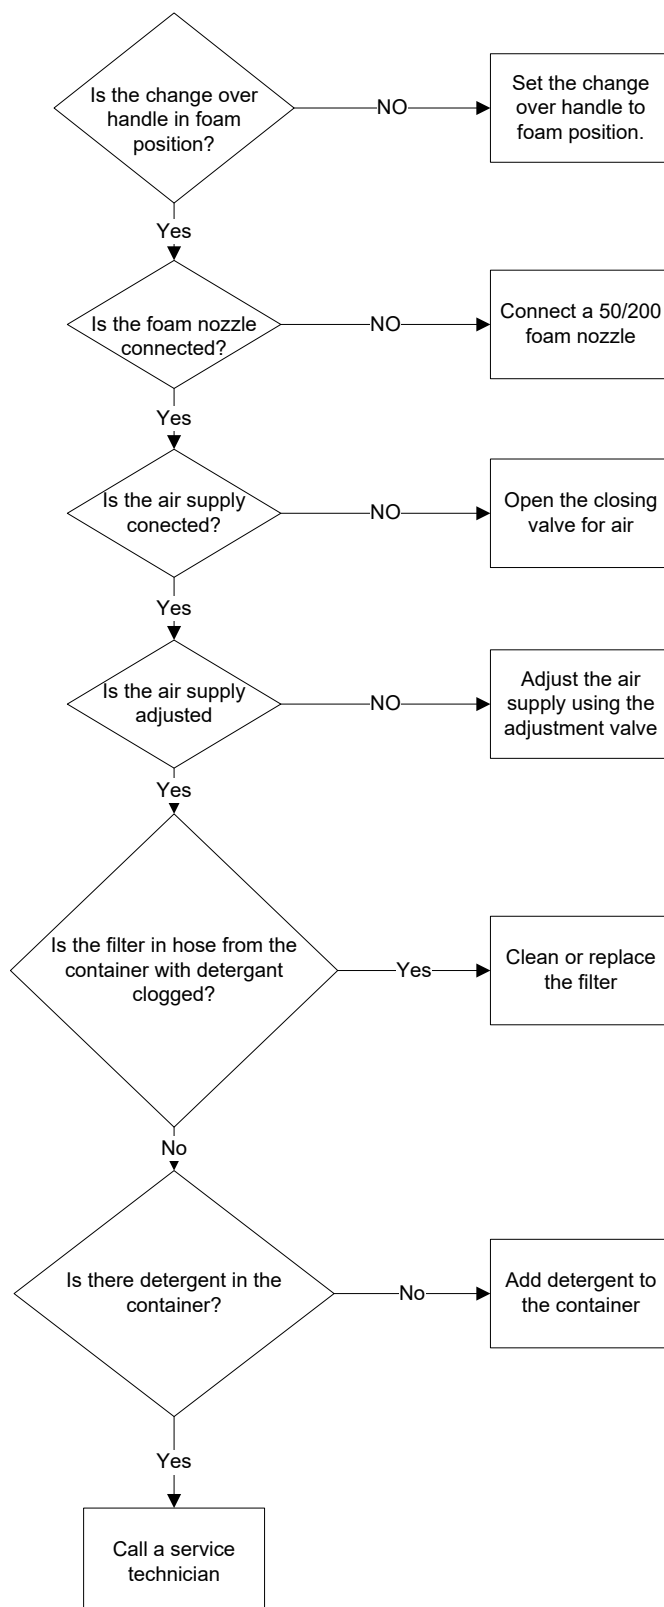 Is the change over
handle in foam
position?
NO
Set the change
over handle to
foam position.
Yes
Is the foam nozzle
connected?
NO
Connect a 50/200
foam nozzle
Yes
Is the air supply
conected?
NO
Open the closing
valve for air
Yes
Is the air supply
adjusted
NO
Adjust the air
supply using the
adjustment valve
Yes
Is the filter in hose from the
container with detergant
clogged?
Yes
Clean or replace
the filter
No
Is there detergent in the
container?
No
Add detergent to
the container
Yes
Call a service
technician